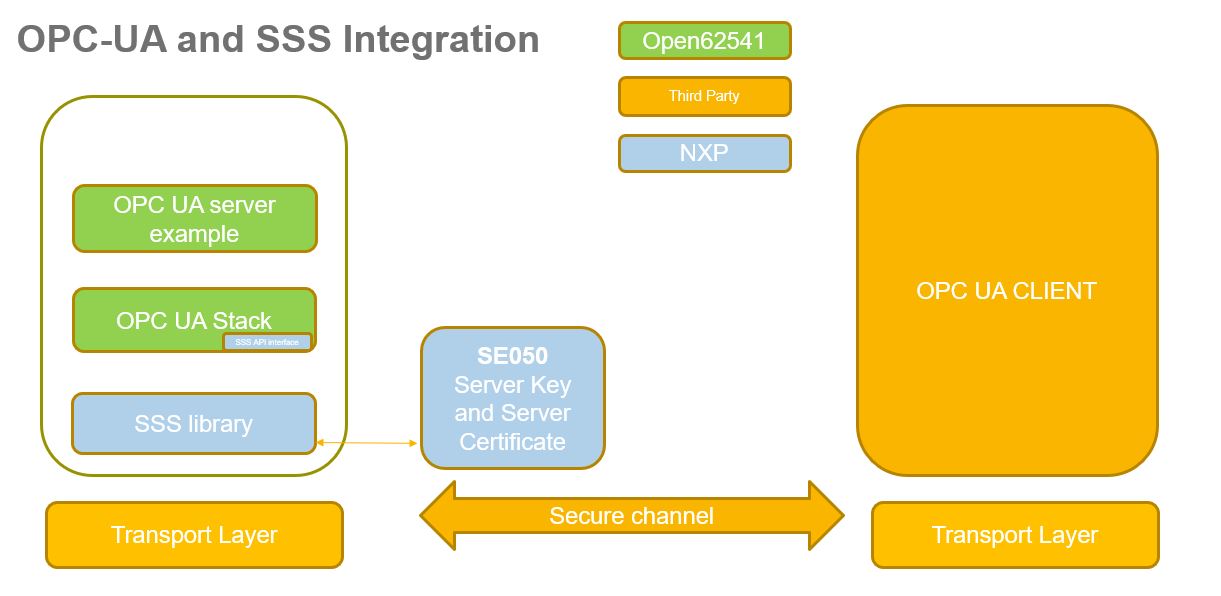 OPC-UA and SSS Integration
Open62541
Third Party
NXP
OPC UA server
example
OPC UA Stack
SSS API interface
SSS library
SE050
Server Key
and Server
Certificate
OPC UA CLIENT
Transport Layer
Secure channel
Transport Layer